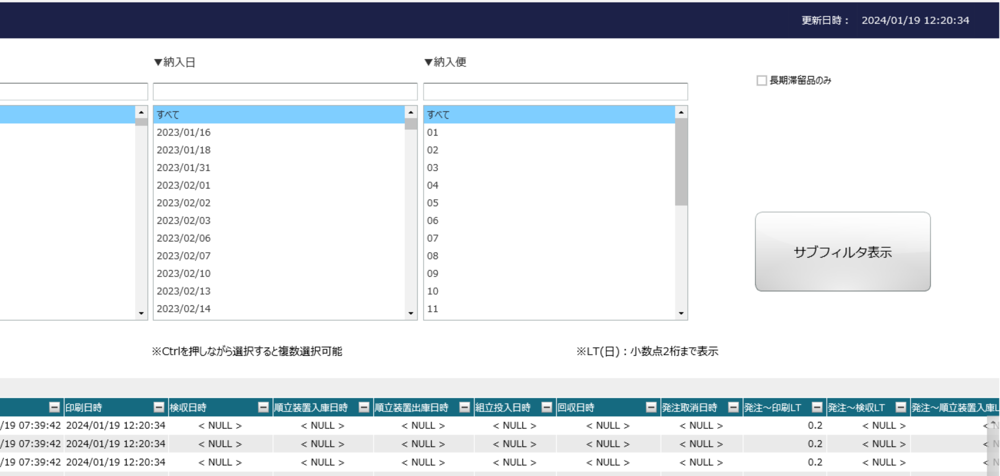 更新日時： 2024/01/19 12:20:34
▼納入日 ▼納入便
長期滞留品のみ
すべて すべて
2023/01/16 01
2023/01/18 02
2023/01/31 03
2023/02/01 04
2023/02/02 05
2023/02/03 06
2023/02/06 07
2023/02/07 08
2023/02/10 09
2023/02/13 10
2023/02/14 11
サブフィルタ表示
※Ctrlを押しながら選択すると複数選択可能 ※LT(日)：小数点2桁まで表示
印刷日時 検収日時 順立装置入庫日時 順立装置出庫日時 組立投入日時 回収日時 発注取消日時 発注～印刷LT 発注～検収LT 発注～順立装置入庫L
/19 07:39:42 2024/01/19 12:20:34 < NULL > < NULL > < NULL > < NULL > < NULL > < NULL > 0.2 < NULL > < N
/19 07:39:42 2024/01/19 12:20:34 < NULL > < NULL > < NULL > < NULL > < NULL > < NULL > 0.2 < NULL > < N
/19 07:39:42 2024/01/19 12:20:34 < NULL > < NULL > < NULL > < NULL > < NULL > < NULL > 0.2 < NULL > < N